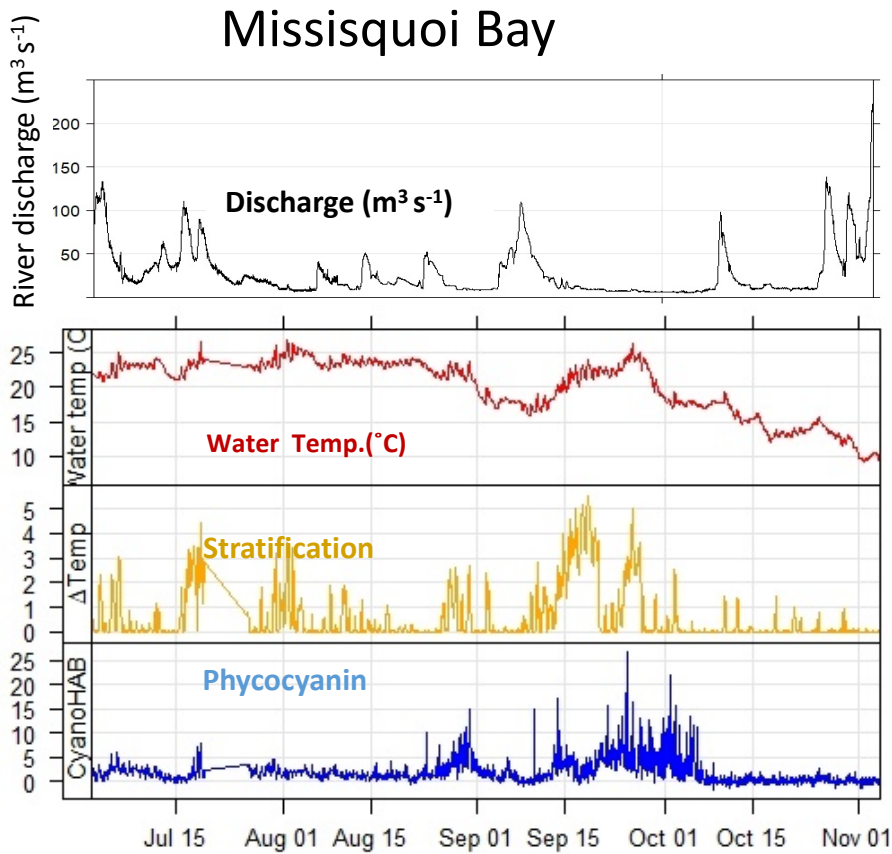 Missisquoi Bay
River discharge (m³ s⁻¹)
200
150
100
50
Discharge (m³ s⁻¹)
Water temp (C
25
20
15
10
Water Temp.(˚C)
ΔTemp
5
4
3
2
1
0
Stratification
CyanoHAB
25
20
15
10
5
0
Phycocyanin
Jul 15 Aug 01 Aug 15 Sep 01 Sep 15 Oct 01 Oct 15 Nov 01